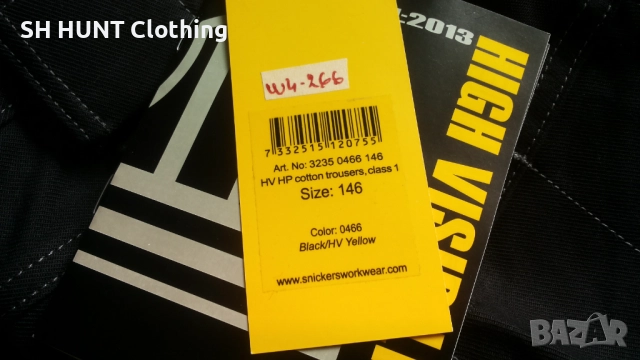 SH HUNT Clothing
-2013
HIGH VISIB
W4-266
7 332515 120755
Art. No: 3235 0466 146
HV HP cotton trousers, class 1
Size: 146
Color: 0466
Black/HV Yellow
www.snickersworkwear.com
BAZAR